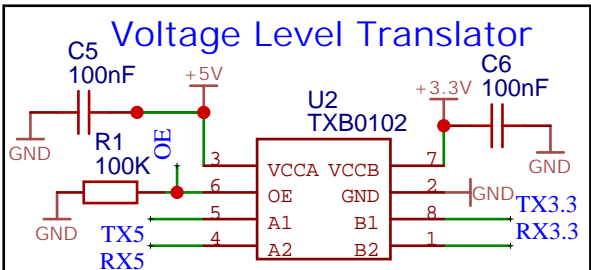 Voltage Level Translator
C5
100nF
+5V
GND
R1
100K
GND
OE
U2
TXB0102
+3.3V
C6
100nF
GND
3 VCCA VCCB 7
6 OE GND 2 GND
5 A1 B1 8
4 A2 B2 1
TX5
RX5
TX3.3
RX3.3